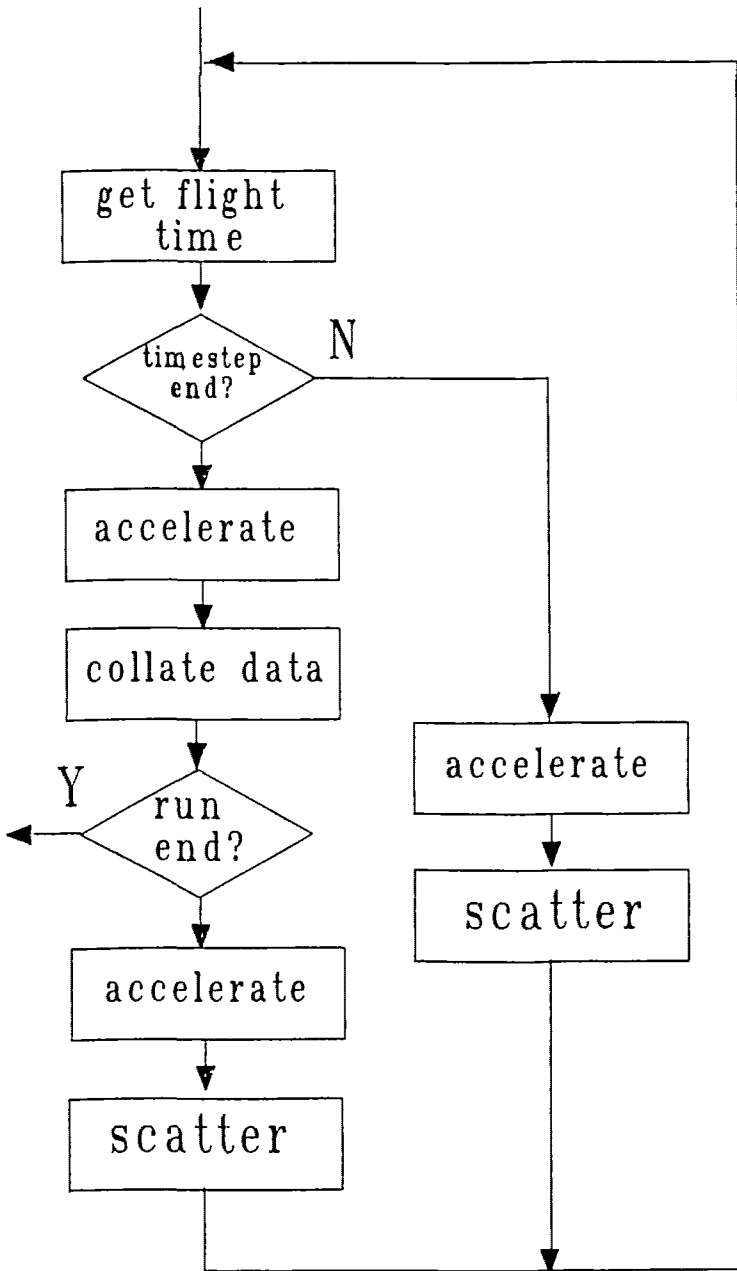 get flight
time
N
timestep
end?
accelerate
collate data
Y
run
end?
accelerate
scatter
accelerate
scatter